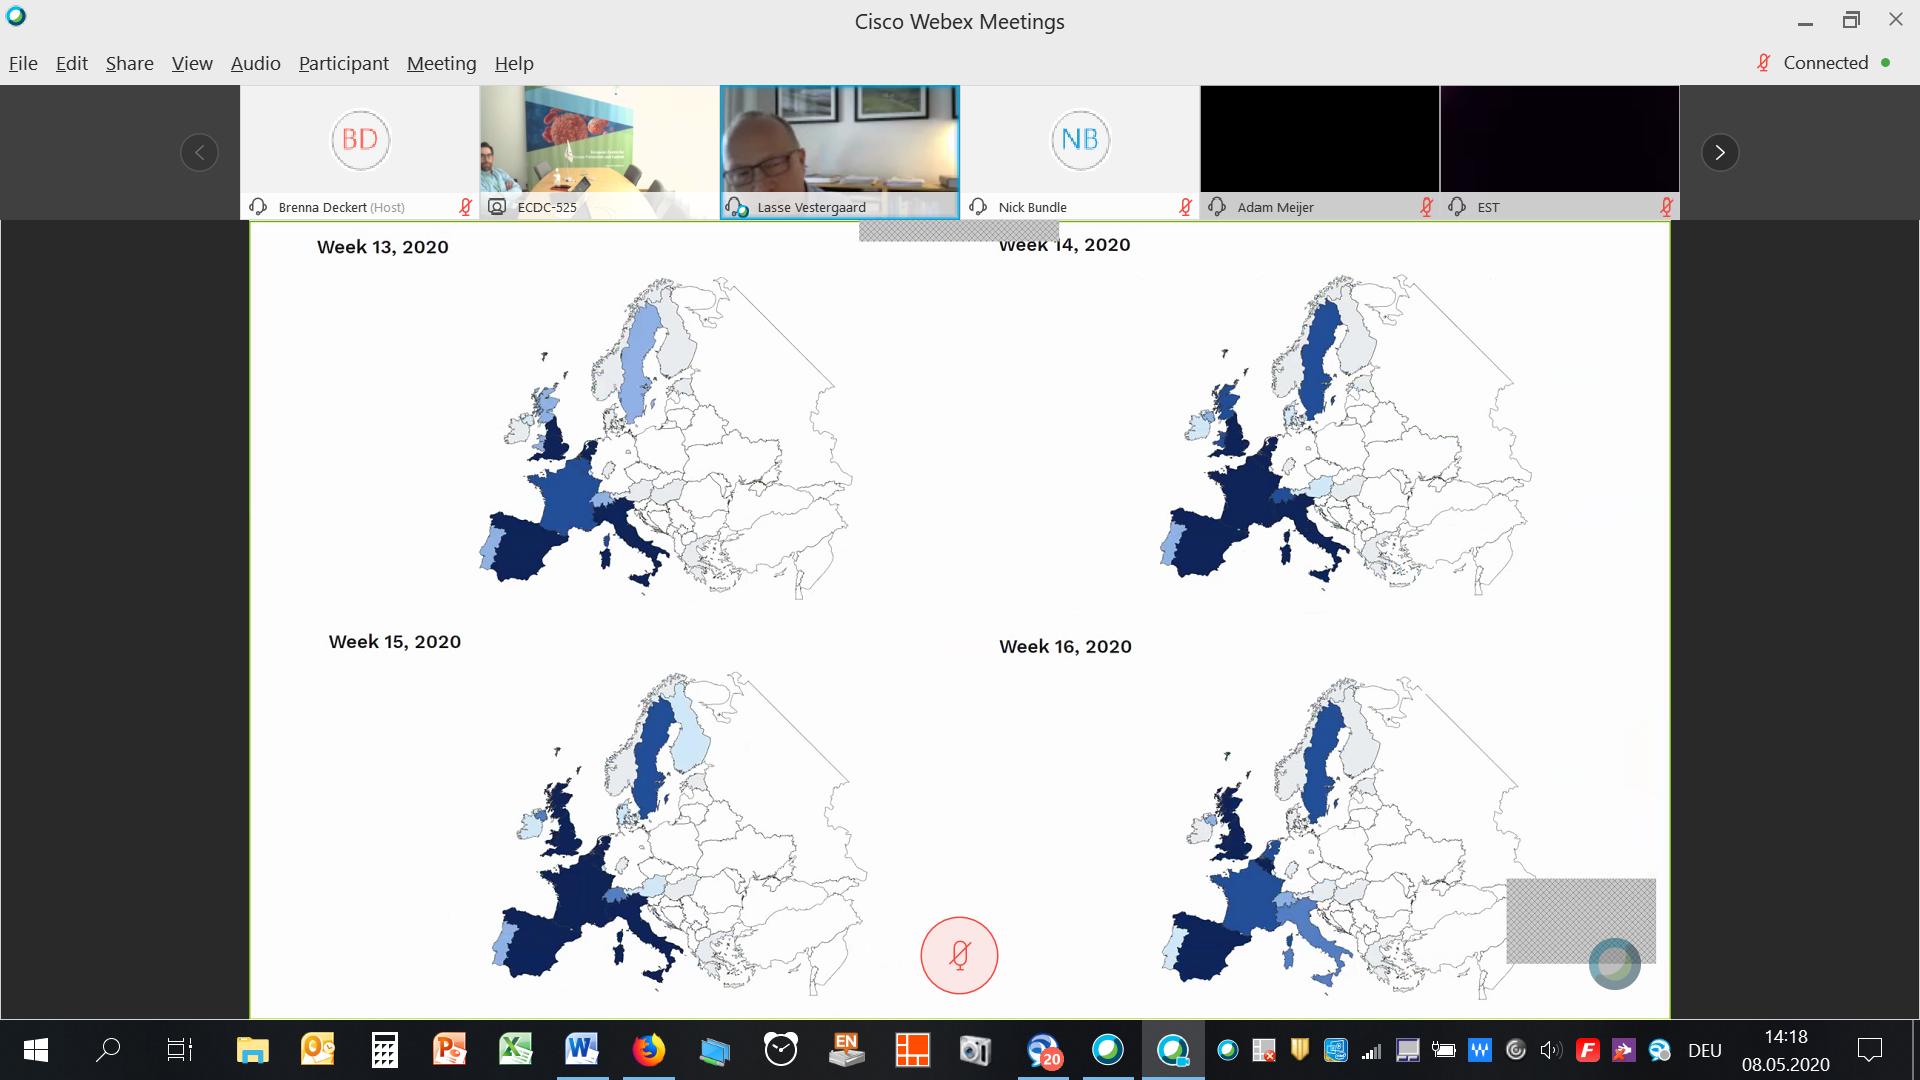 Cisco Webex Meetings
File Edit Share View Audio Participant Meeting Help
Connected
BD
NB
Brenna Deckert (Host)
ECDC-525
Lasse Vestergaard
Nick Bundle
Adam Meijer
EST
Week 13, 2020
Week 14, 2020
Week 15, 2020
Week 16, 2020
EN
20
DEU
14:18
08.05.2020